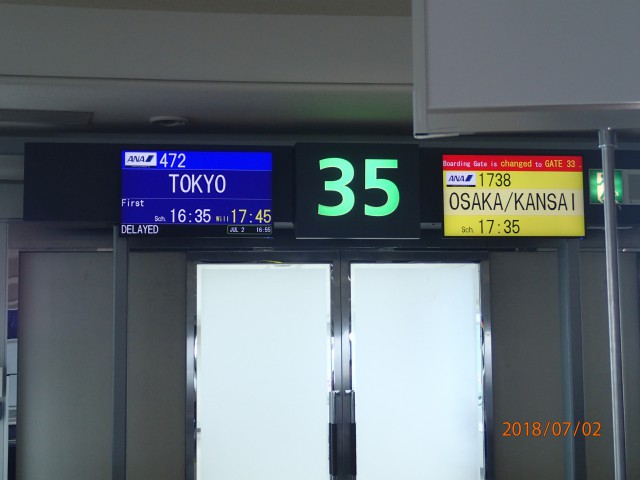 ANA 472
TOKYO
First
Sch. 16:35 Will 17:45
DELAYED JUL 2 16:55
35
Boarding Gate is changed to GATE 33.
ANA 1738
OSAKA/KANSAI
Sch. 17:35
2018/07/02